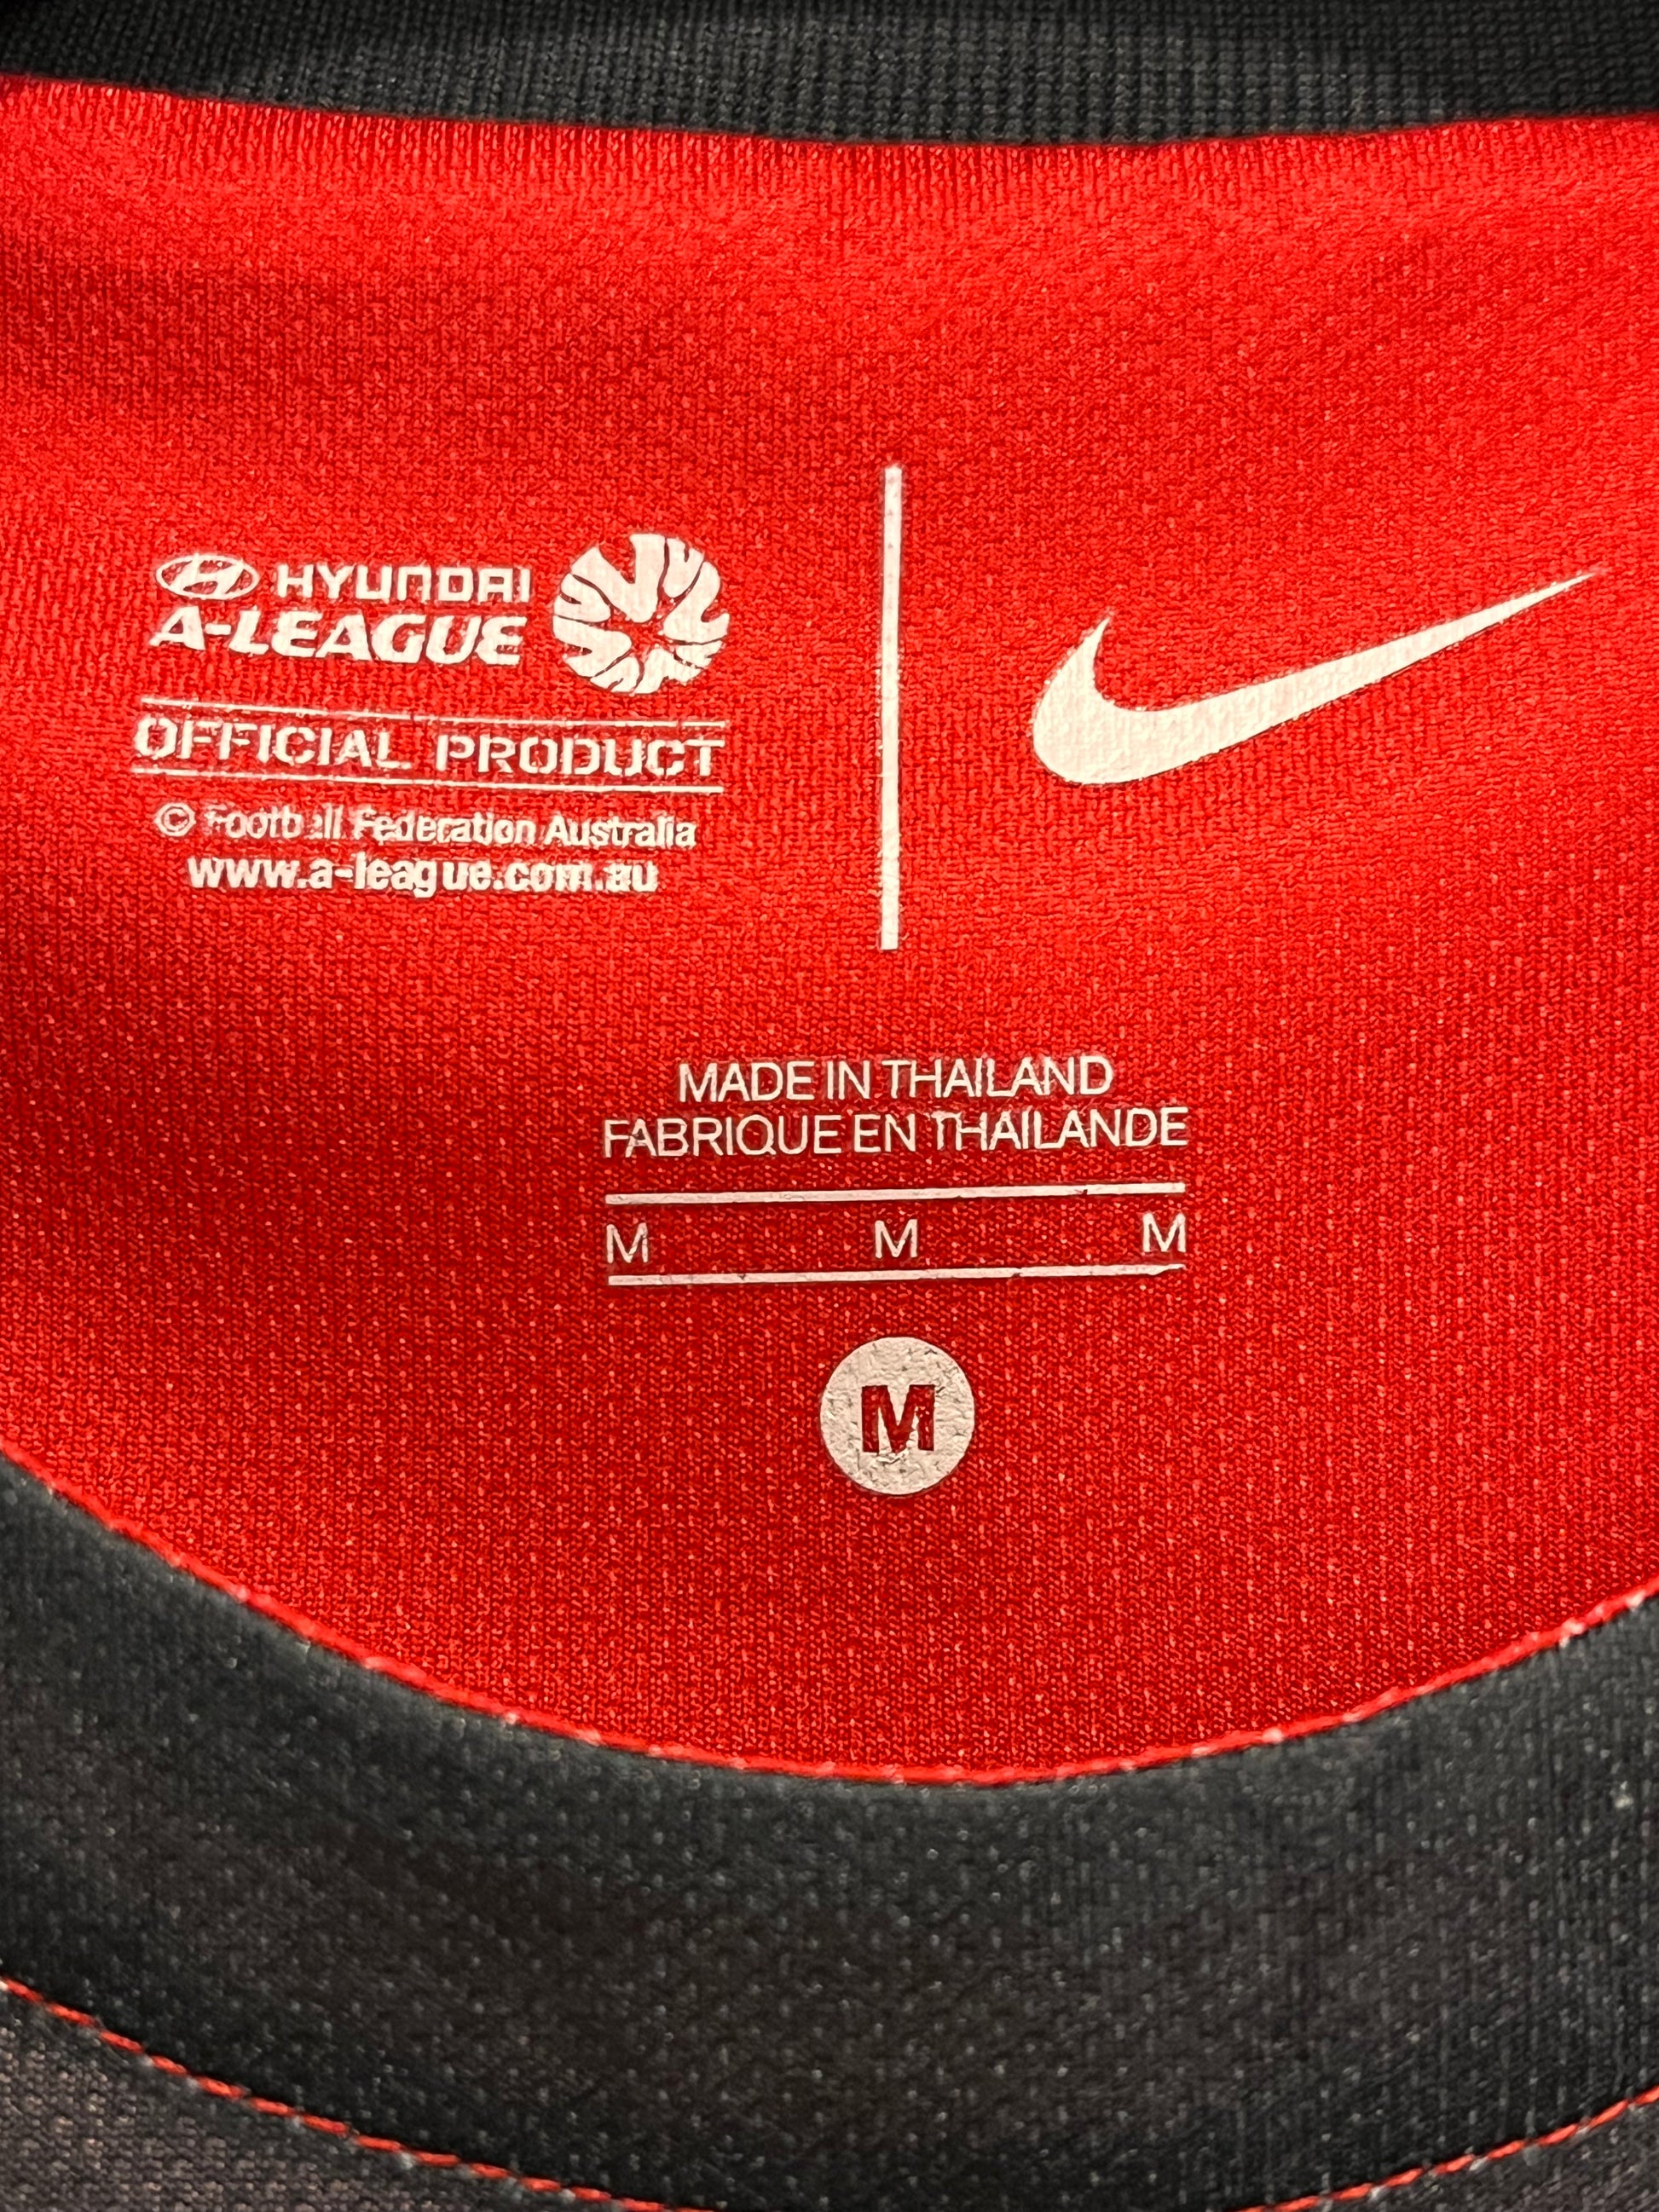 HYUNDAI
A-LEAGUE
OFFICIAL PRODUCT
© Football Federation Australia
www.a-league.com.au
MADE IN THAILAND
FABRIQUE EN THAILANDE
M M M
M